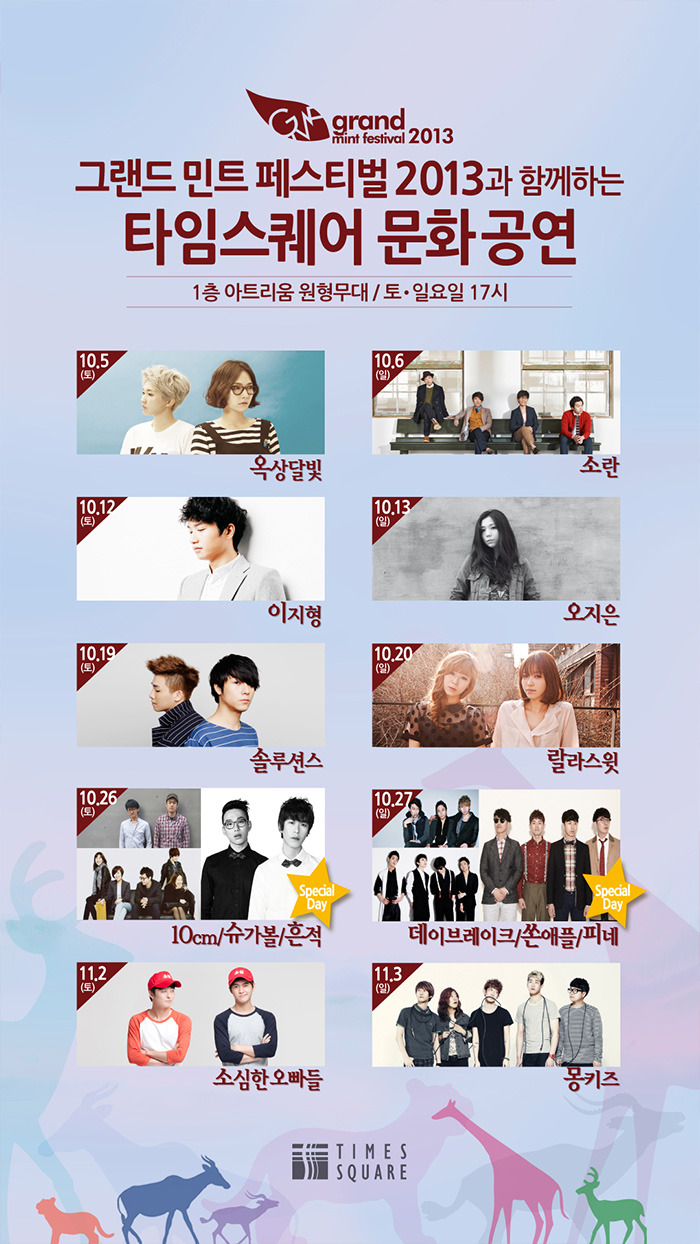 GMF grand
mint festival 2013
그랜드 민트 페스티벌 2013과 함께하는
타임스퀘어 문화공연
1층 아트리움 원형무대 / 토·일요일 17시
10.5
(토)
옥상달빛
10.6
(일)
소란
10.12
(토)
이지형
10.13
(일)
오지은
10.19
(토)
솔루션스
10.20
(일)
랄라스윗
10.26
(토)
Special
Day
10cm/슈가볼/흔적
10.27
(일)
Special
Day
데이브레이크/쏜애플/피네
11.2
(토)
소심한오빠들
11.3
(일)
몽키즈
TIMES
SQUARE